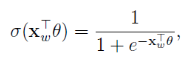 σ(x_w^⊤θ) = 1 / (1 + e^{−x_w^⊤θ}),